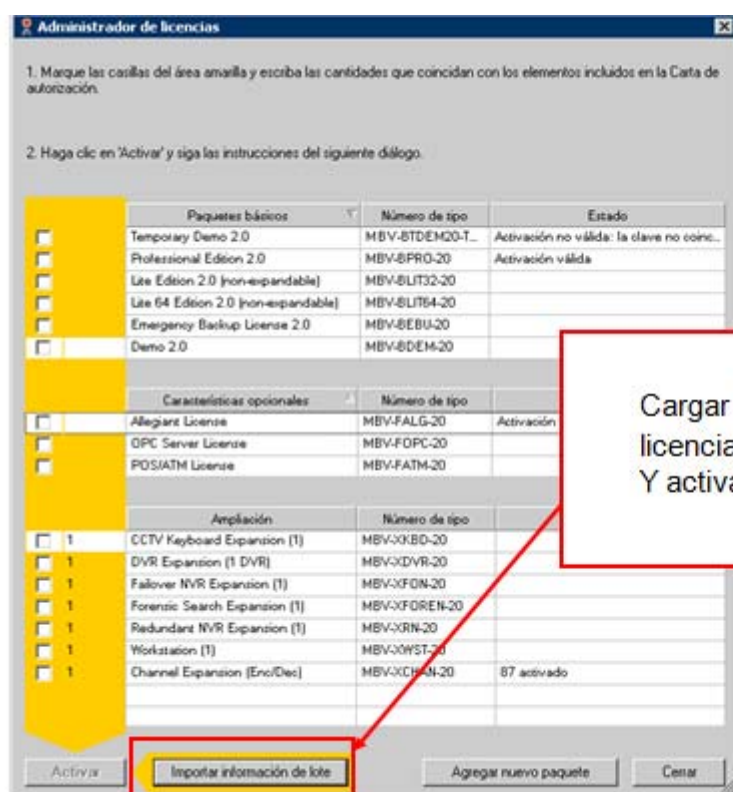 Administrador de licencias
1. Marque las casillas del área amarilla y escriba las cantidades que coincidan con los elementos incluidos en la Carta de
autorización.
2. Haga clic en 'Activar' y siga las instrucciones del siguiente diálogo.
Paquetes básicos Número de tipo Estado
Temporary Demo 2.0 MBV-BTDEM20-T... Activación no válida: la clave no coinc...
Professional Edition 2.0 MBV-BPRO-20 Activación válida
Lite Edition 2.0 (non-expandable) MBV-BLIT32-20
Lite 64 Edition 2.0 (non-expandable) MBV-BLIT64-20
Emergency Backup License 2.0 MBV-BEBU-20
Demo 2.0 MBV-BDEM-20
Características opcionales Número de tipo
Allegiant License MBV-FALG-20 Activación
OPC Server License MBV-FOPC-20
POS/ATM License MBV-FATM-20
Cargar
licencia
Y activa
Ampliación Número de tipo
1 CCTV Keyboard Expansion (1) MBV-XKBD-20
1 DVR Expansion (1 DVR) MBV-XDVR-20
1 Failover NVR Expansion (1) MBV-XFON-20
1 Forensic Search Expansion (1) MBV-XFOREN-20
1 Redundant NVR Expansion (1) MBV-XRN-20
1 Workstation (1) MBV-XWST-20
1 Channel Expansion (Enc/Dec) MBV-XCHAN-20 87 activado
Activar Importar información de lote Agregar nuevo paquete Cerrar